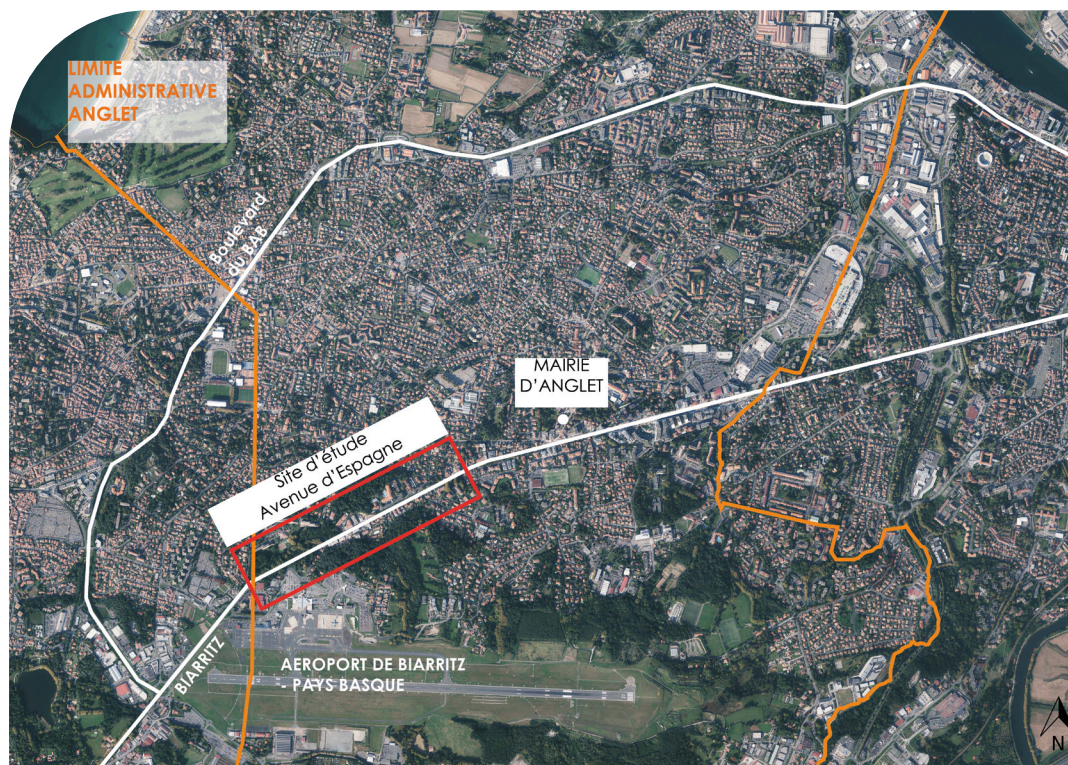 LIMITE
ADMINISTRATIVE
ANGLET
Boulevard
du BAB
MAIRIE
D'ANGLET
Site d'étude
Avenue d'Espagne
BIARRITZ
AEROPORT DE BIARRITZ
- PAYS BASQUE
N